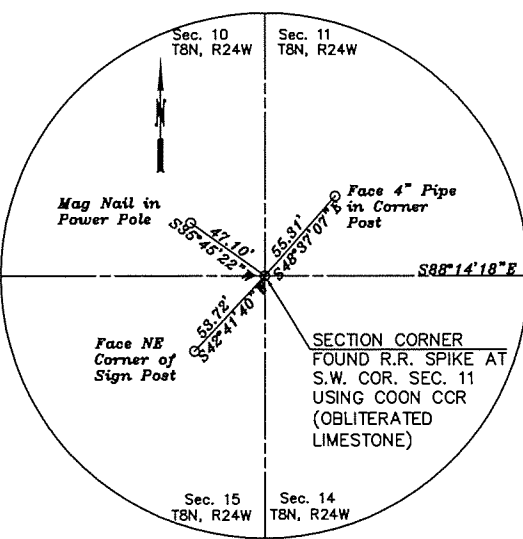 Sec. 10
T8N, R24W
Sec. 11
T8N, R24W
N
Mag Nail in
Power Pole
47.10'
S35°45'22"
55.31'
S48°37'07"
Face 4" Pipe
in Corner
Post
S88°14'18"E
53.72'
S42°41'40"
Face NE
Corner of
Sign Post
SECTION CORNER
FOUND R.R. SPIKE AT
S.W. COR. SEC. 11
USING COON CCR
(OBLITERATED
LIMESTONE)
Sec. 15
T8N, R24W
Sec. 14
T8N, R24W